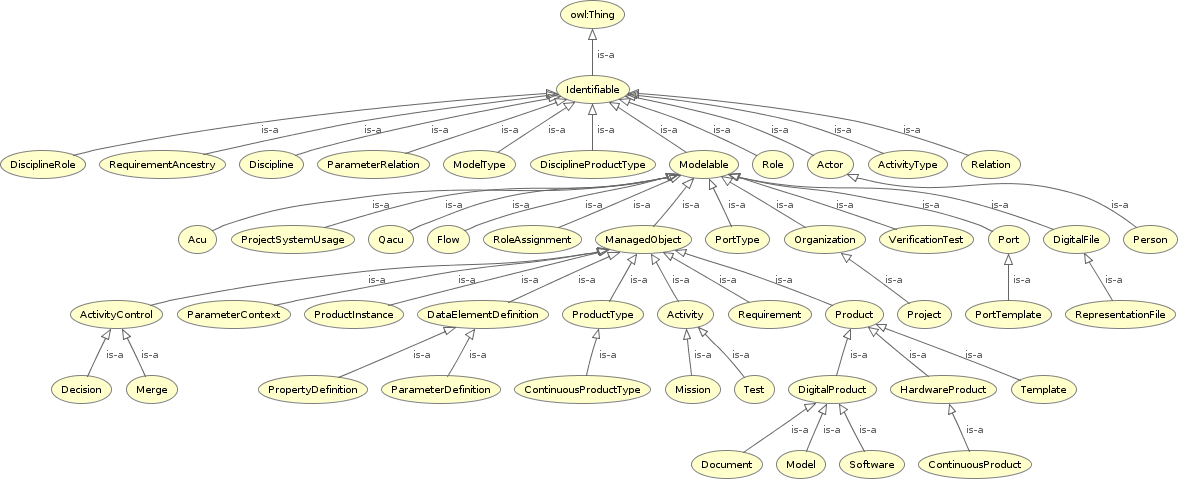 owl:Thing
is-a
Identifiable
is-a is-a is-a is-a is-a is-a is-a is-a is-a is-a is-a
DisciplineRole RequirementAncestry Discipline ParameterRelation ModelType DisciplineProductType Modelable Role Actor ActivityType Relation
is-a is-a is-a is-a is-a is-a is-a is-a is-a is-a is-a is-a
Acu ProjectSystemUsage Qacu Flow RoleAssignment ManagedObject PortType Organization VerificationTest Port DigitalFile Person
is-a is-a is-a is-a is-a is-a is-a is-a is-a is-a is-a
ActivityControl ParameterContext ProductInstance DataElementDefinition ProductType Activity Requirement Product Project PortTemplate RepresentationFile
is-a is-a is-a is-a is-a is-a is-a is-a is-a is-a
Decision Merge PropertyDefinition ParameterDefinition ContinuousProductType Mission Test DigitalProduct HardwareProduct Template
is-a is-a is-a is-a
Document Model Software ContinuousProduct